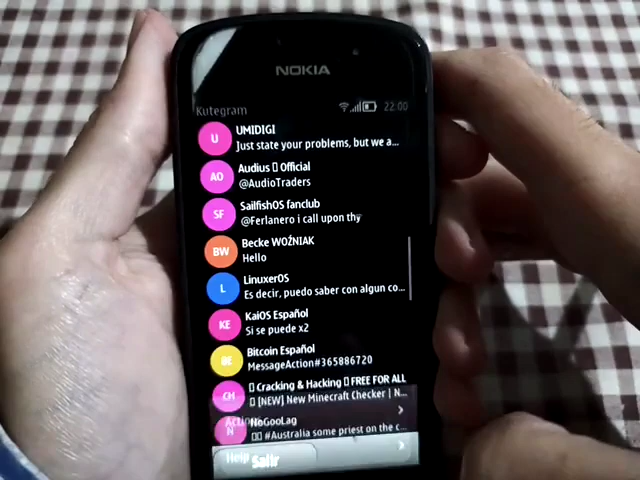 NOKIA
Kutegram
22:00
U
UMIDIGI
Just state your problems, but we a...
AO
Audius ▯ Official
@AudioTraders
SF
SailfishOS fanclub
@Ferlanero i call upon thy
BW
Becke WOŹNIAK
Hello
L
LinuxerOS
Es decir, puedo saber con algun co...
KE
KaiOS Español
Si se puede x2
BE
Bitcoin Español
MessageAction#365886720
CH
▯ Cracking & Hacking ▯ FREE FOR ALL
▯ [NEW] New Minecraft Checker | N...
N
NoGooLag
▯▯ #Australia some priest on the c...
Help
Salir